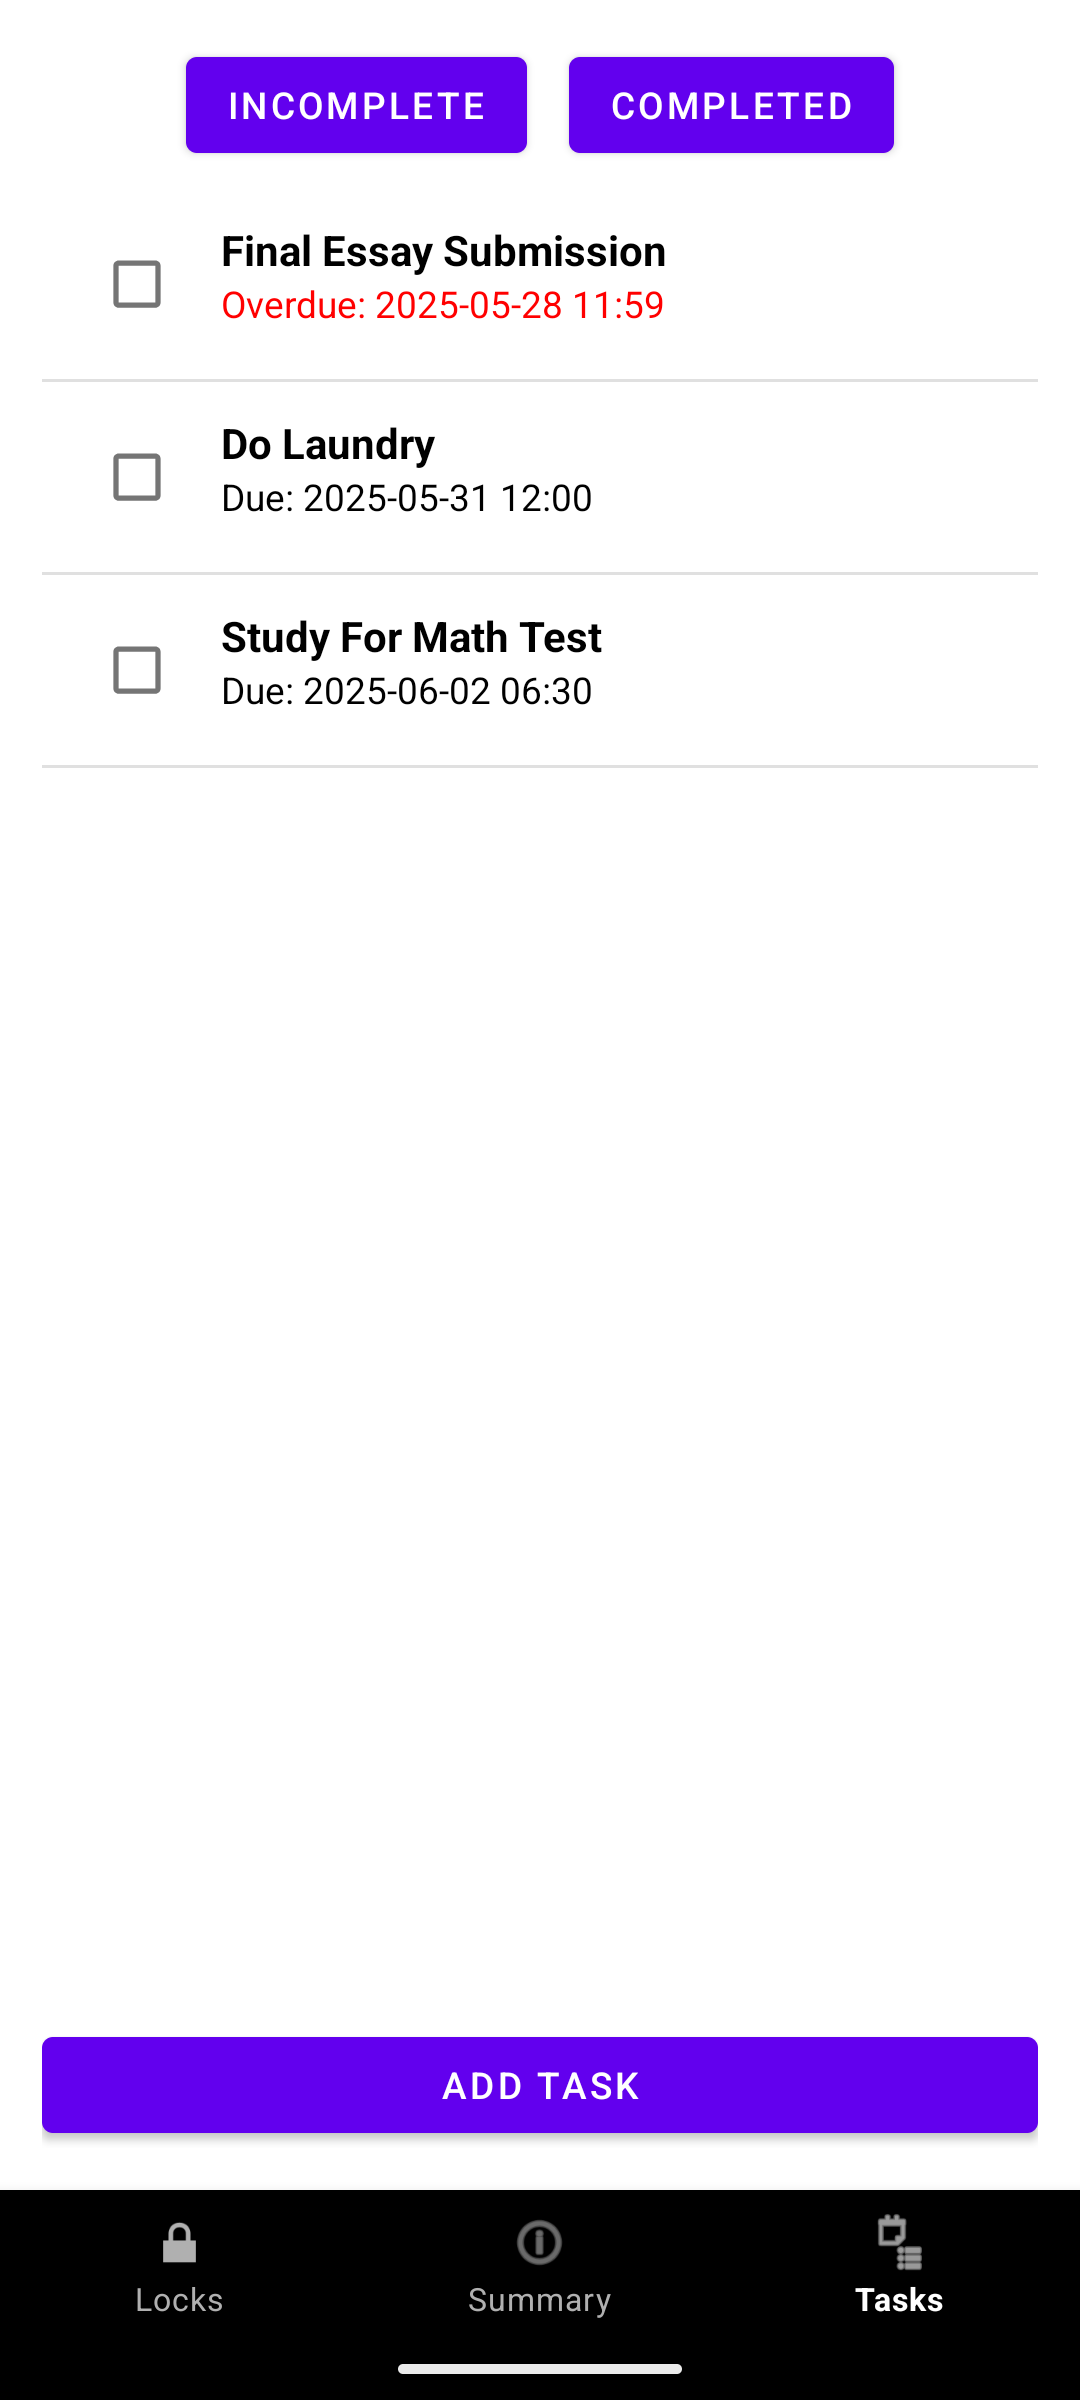 INCOMPLETE COMPLETED
Final Essay Submission
Overdue: 2025-05-28 11:59
Do Laundry
Due: 2025-05-31 12:00
Study For Math Test
Due: 2025-06-02 06:30
ADD TASK
Locks Summary Tasks